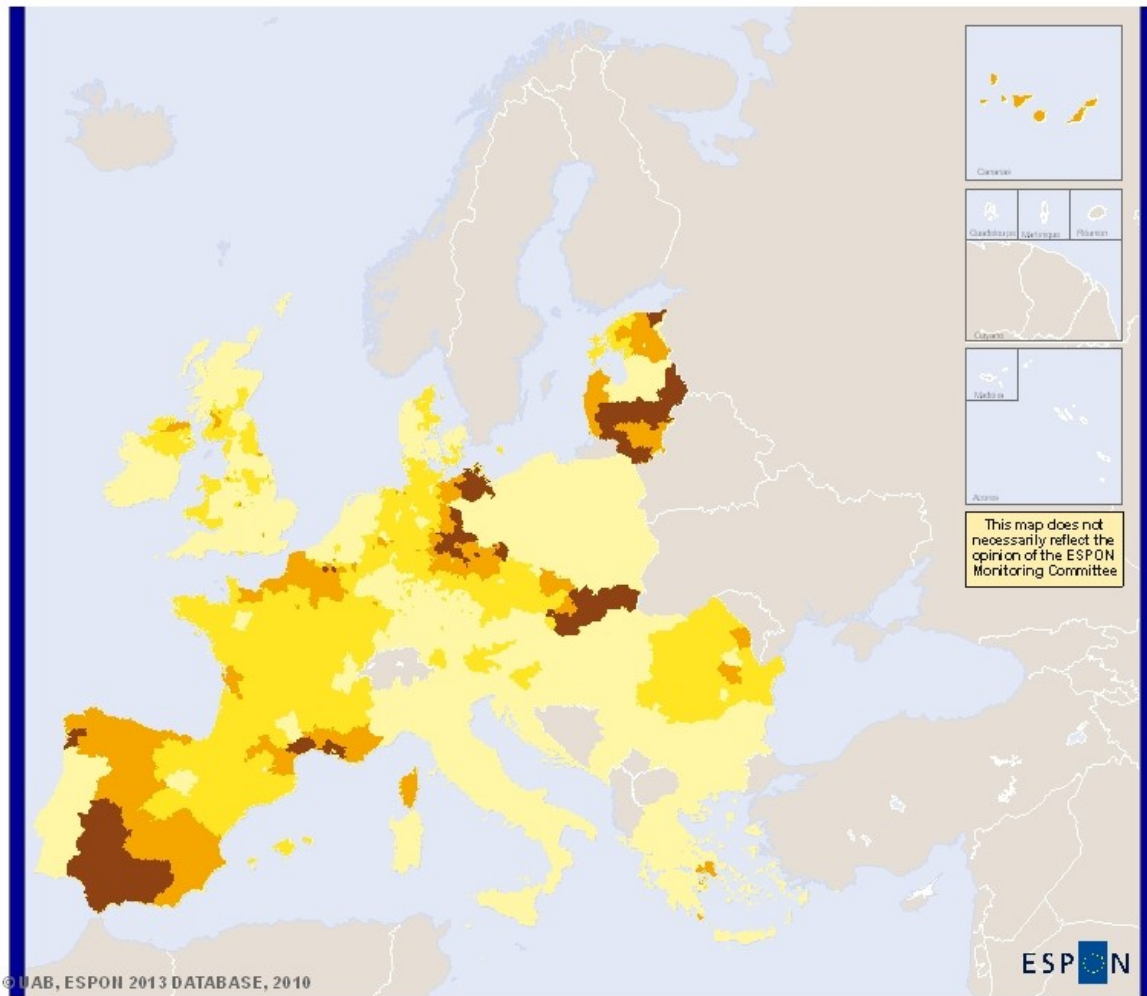 Canarias
Guadeloupe
Martinique
Réunion
Guyane
Madeira
Acores
This map does not
necessarily reflect the
opinion of the ESPON
Monitoring Committee
ESPON
© UAB, ESPON 2013 DATABASE, 2010